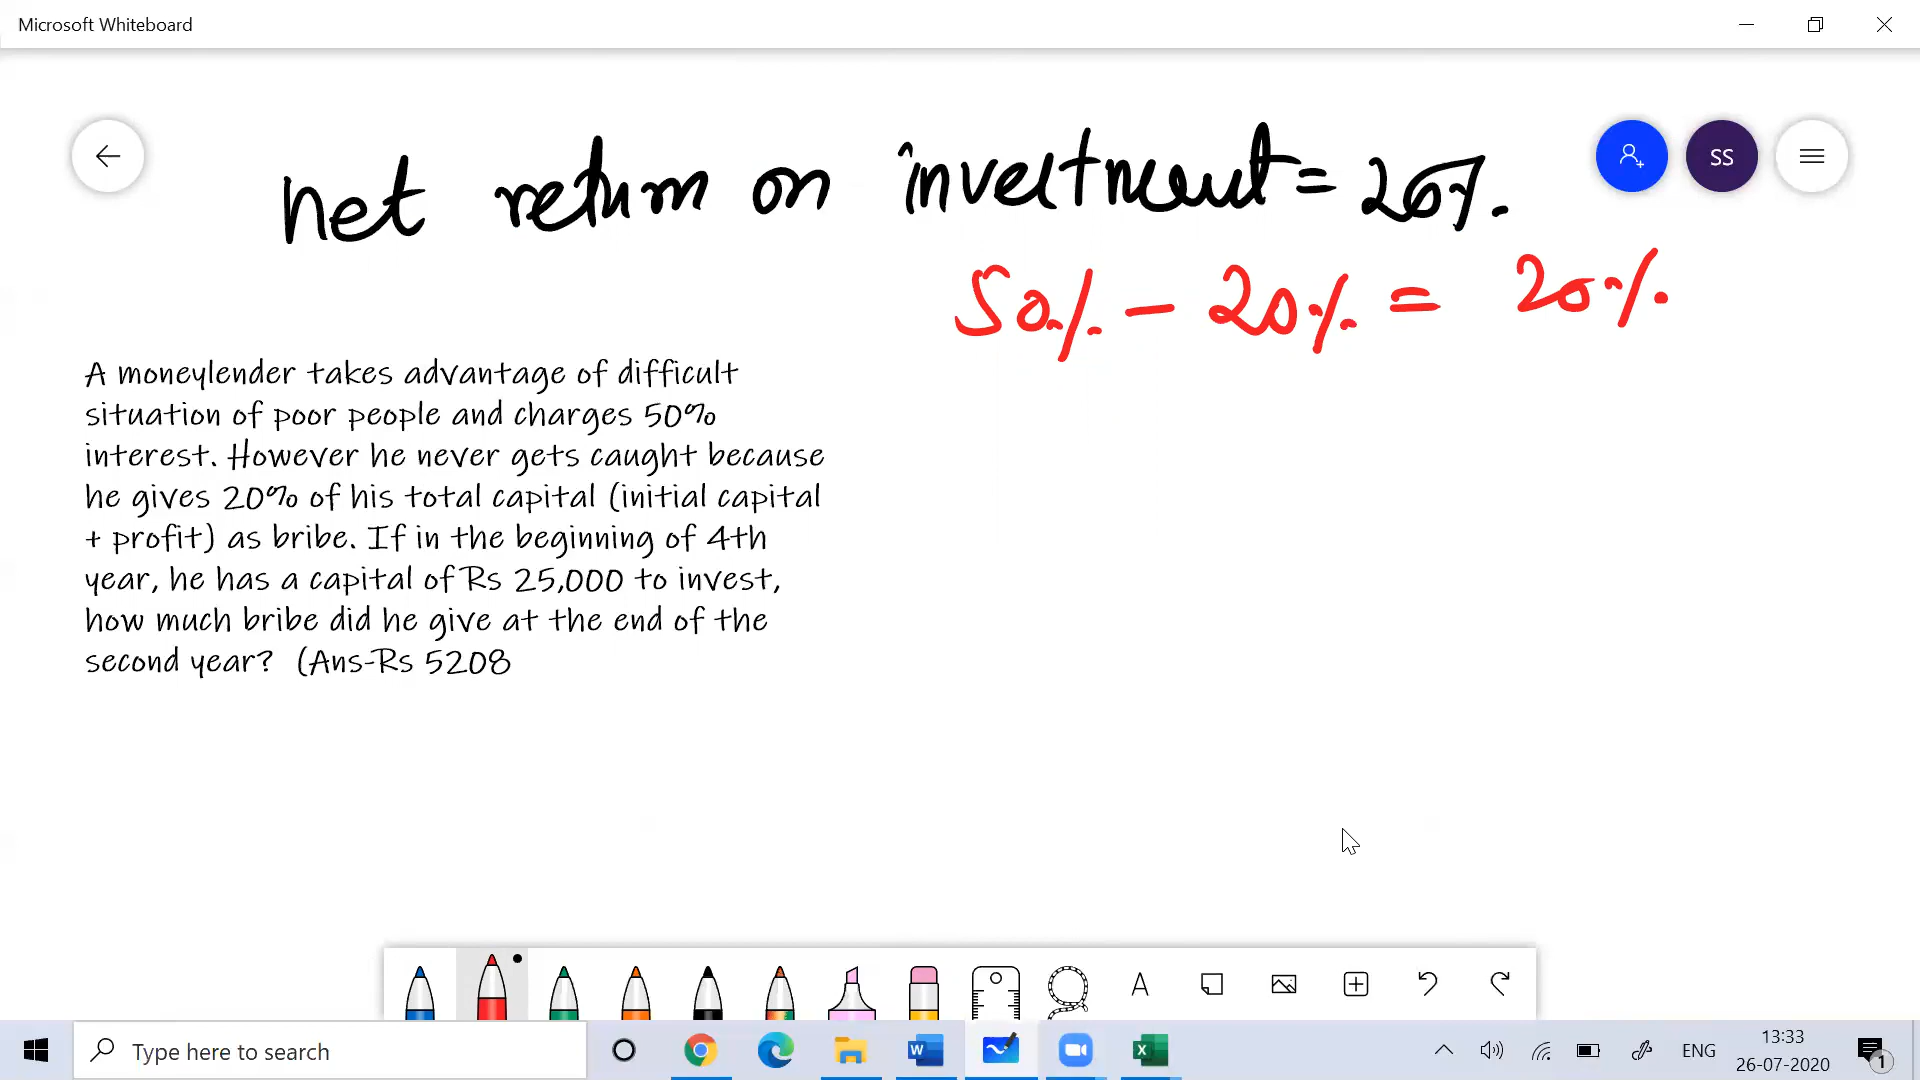 Microsoft Whiteboard
net return on investment = 20%.
SS
50% - 20% = 20%
A moneylender takes advantage of difficult
situation of poor people and charges 50%
interest. However he never gets caught because
he gives 20% of his total capital (initial capital
+ profit) as bribe. If in the beginning of 4th
year, he has a capital of Rs 25,000 to invest,
how much bribe did he give at the end of the
second year? (Ans-Rs 5208
A
Type here to search
W
X
ENG
13:33
26-07-2020
1